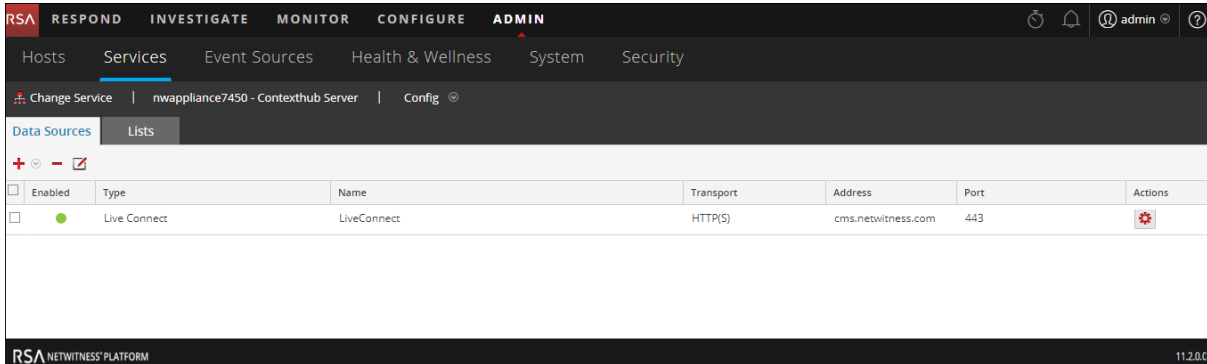 RSA RESPOND INVESTIGATE MONITOR CONFIGURE ADMIN admin ?
Hosts Services Event Sources Health & Wellness System Security
Change Service | nwappliance7450 - Contexthub Server | Config
Data Sources Lists
Enabled Type Name Transport Address Port Actions
Live Connect LiveConnect HTTP(S) cms.netwitness.com 443
RSA NETWITNESS® PLATFORM 11.2.0.0